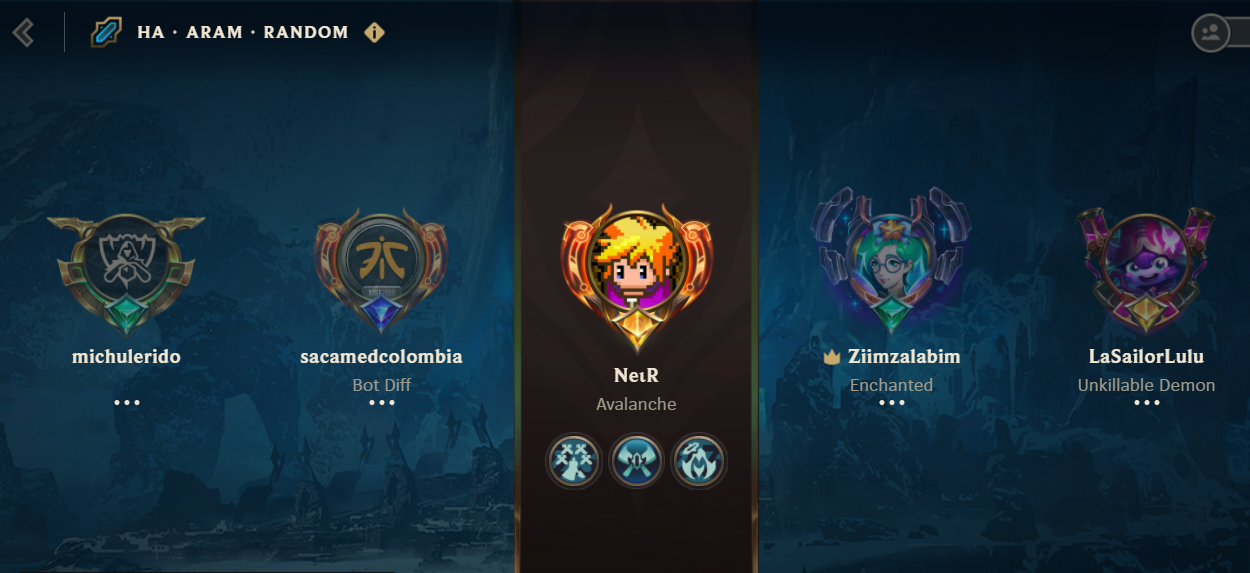 HA · ARAM · RANDOM
michulerido
sacamedcolombia
Bot Diff
NeιR
Avalanche
Ziimzalabim
Enchanted
LaSailorLulu
Unkillable Demon